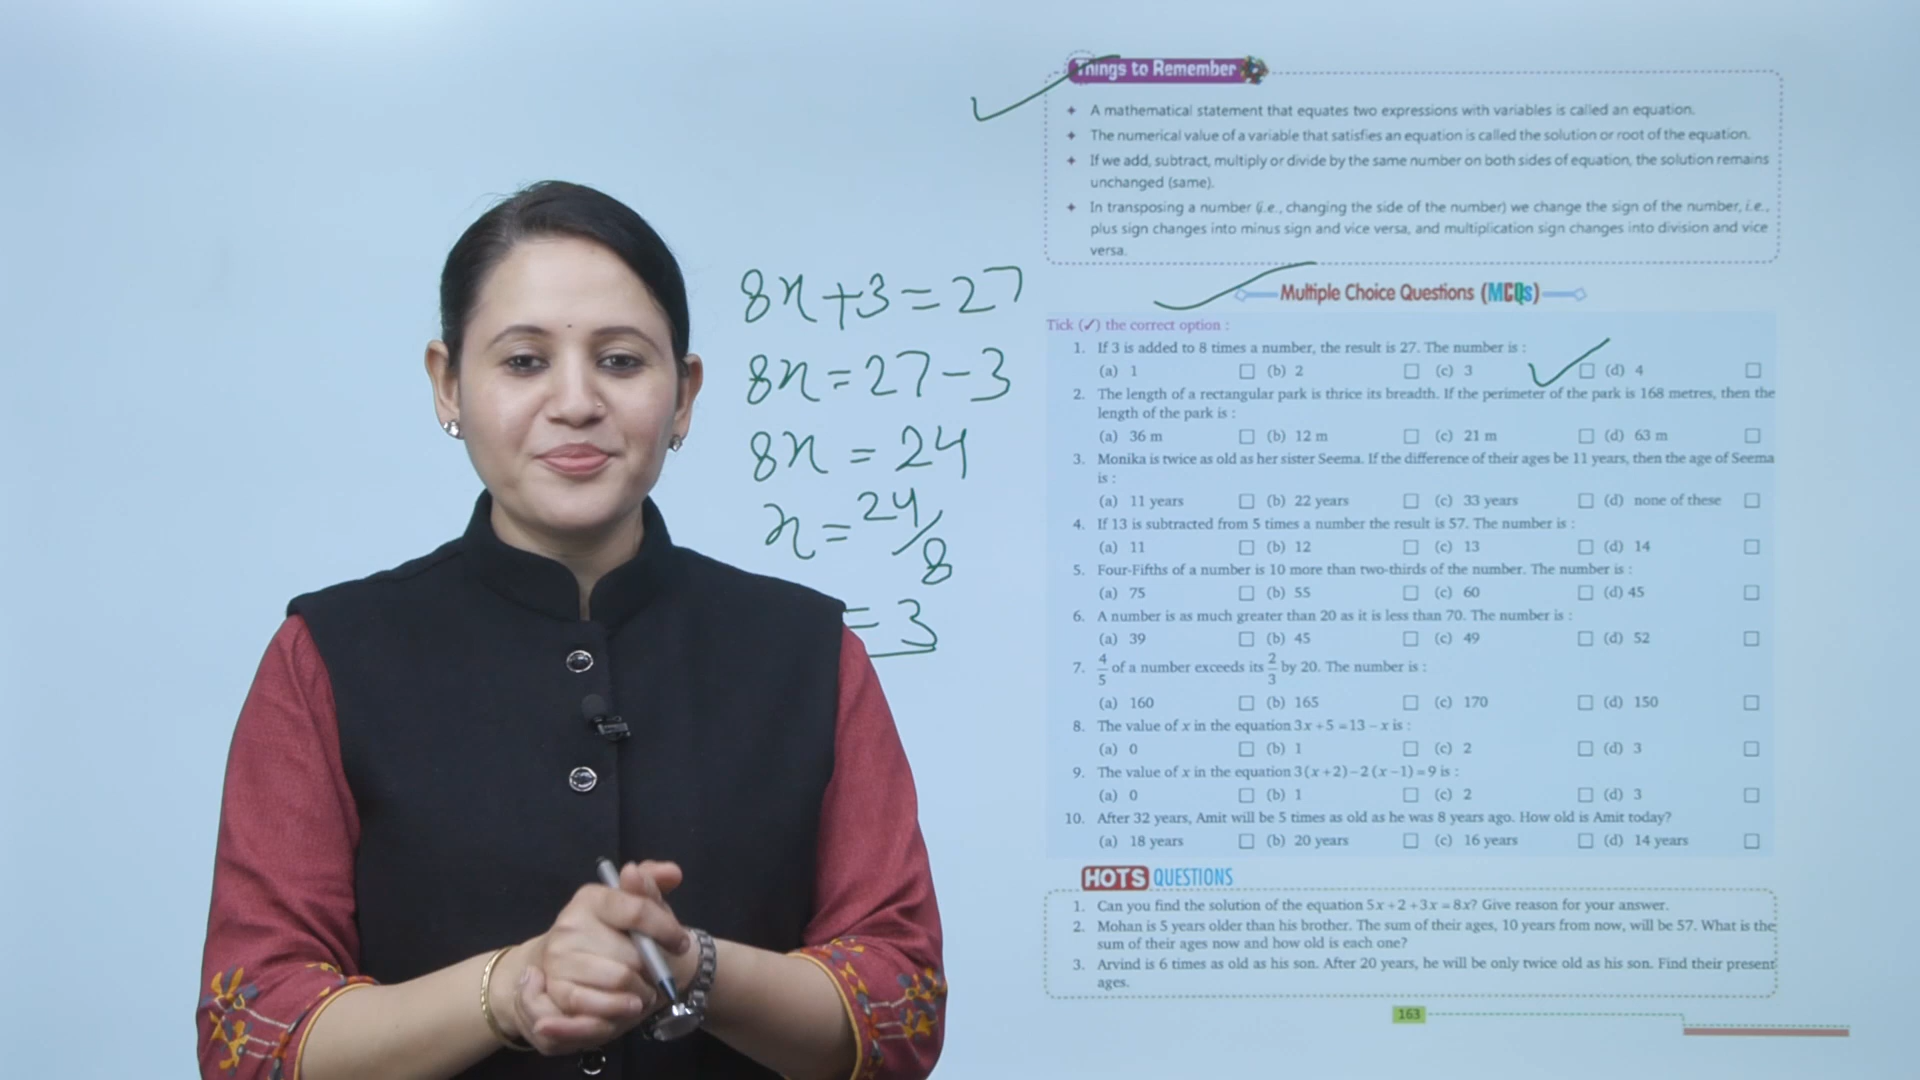 8x+3=27
8x=27-3
8x=24
x=24/8
=3
Things to Remember
A mathematical statement that equates two expressions with variables is called an equation.
The numerical value of a variable that satisfies an equation is called the solution or root of the equation.
If we add, subtract, multiply or divide by the same number on both sides of equation, the solution remains
unchanged (same).
In transposing a number (i.e., changing the side of the number) we change the sign of the number, i.e.,
plus sign changes into minus sign and vice versa, and multiplication sign changes into division and vice
versa.
Multiple Choice Questions (MCQs)
Tick (✓) the correct option :
1. If 3 is added to 8 times a number, the result is 27. The number is :
(a) 1 (b) 2 (c) 3 (d) 4
2. The length of a rectangular park is thrice its breadth. If the perimeter of the park is 168 metres, then the
length of the park is :
(a) 36 m (b) 12 m (c) 21 m (d) 63 m
3. Monika is twice as old as her sister Seema. If the difference of their ages be 11 years, then the age of Seema
is :
(a) 11 years (b) 22 years (c) 33 years (d) none of these
4. If 13 is subtracted from 5 times a number the result is 57. The number is :
(a) 11 (b) 12 (c) 13 (d) 14
5. Four-Fifths of a number is 10 more than two-thirds of the number. The number is :
(a) 75 (b) 55 (c) 60 (d) 45
6. A number is as much greater than 20 as it is less than 70. The number is :
(a) 39 (b) 45 (c) 49 (d) 52
7. 4/5 of a number exceeds its 2/3 by 20. The number is :
(a) 160 (b) 165 (c) 170 (d) 150
8. The value of x in the equation 3x+5=13-x is :
(a) 0 (b) 1 (c) 2 (d) 3
9. The value of x in the equation 3(x+2)-2(x-1)=9 is :
(a) 0 (b) 1 (c) 2 (d) 3
10. After 32 years, Amit will be 5 times as old as he was 8 years ago. How old is Amit today?
(a) 18 years (b) 20 years (c) 16 years (d) 14 years
HOTS QUESTIONS
1. Can you find the solution of the equation 5x+2+3x=8x? Give reason for your answer.
2. Mohan is 5 years older than his brother. The sum of their ages, 10 years from now, will be 57. What is the
sum of their ages now and how old is each one?
3. Arvind is 6 times as old as his son. After 20 years, he will be only twice old as his son. Find their present
ages.
163